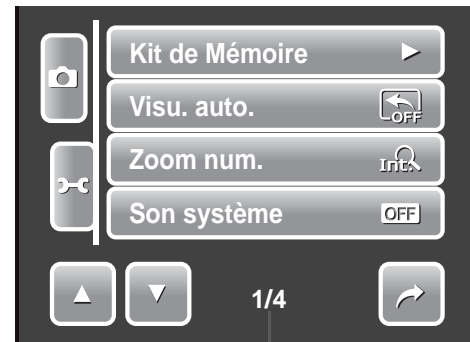 Kit de Mémoire
Visu. auto.
OFF
Zoom num.
Int.
Son système
OFF
1/4